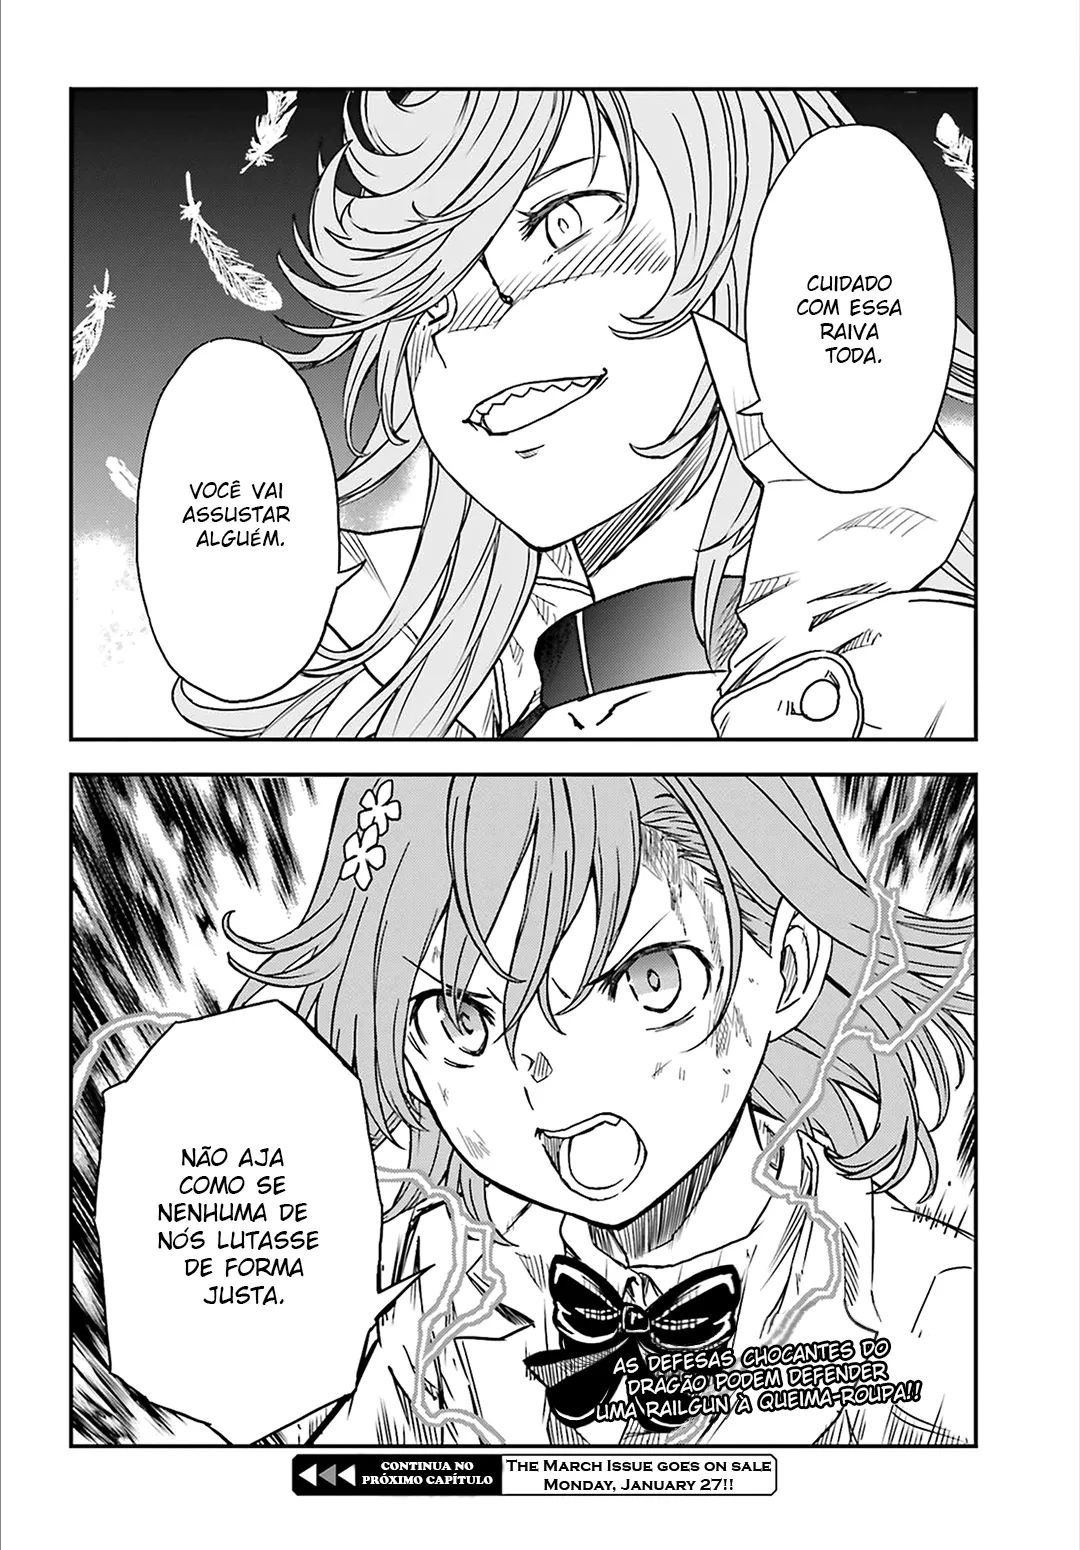 CUIDADO
COM ESSA
RAIVA
TODA.
VOCÊ VAI
ASSUSTAR
ALGUÉM.
NÃO AJA
COMO SE
NENHUMA DE
NÓS LUTASSE
DE FORMA
JUSTA.
AS DEFESAS CHOCANTES DO
DRAGÃO PODEM DEFENDER
UMA RAILGUN À QUEIMA-ROUPA!!
CONTINUA NO
PRÓXIMO CAPÍTULO
The March Issue goes on sale
Monday, January 27!!